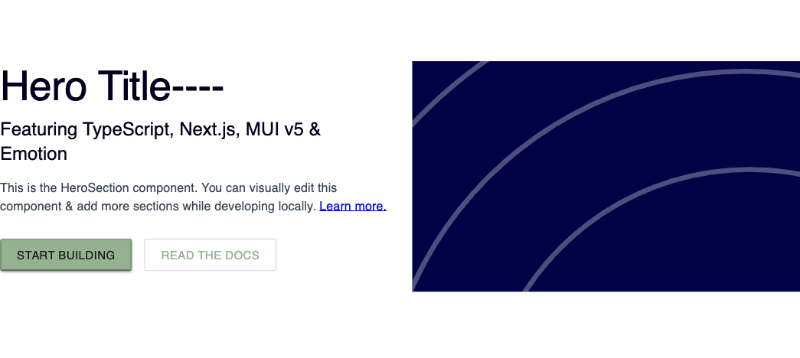 Hero Title----
Featuring TypeScript, Next.js, MUI v5 &
Emotion
This is the HeroSection component. You can visually edit this
component & add more sections while developing locally. Learn more.
START BUILDING
READ THE DOCS